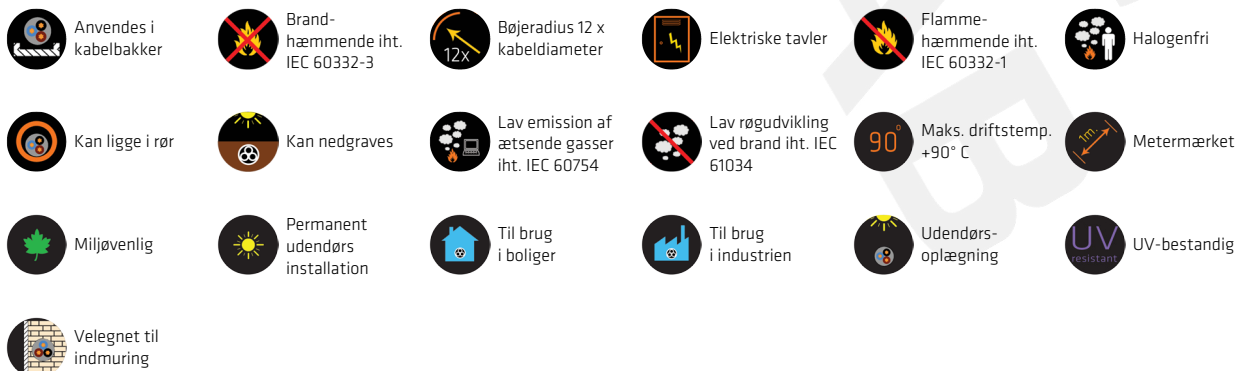 Anvendes i
kabelbakker
Brand-
hæmmende iht.
IEC 60332-3
12x
Bøjeradius 12 x
kabeldiameter
Elektriske tavler
Flamme-
hæmmende iht.
IEC 60332-1
Halogenfri
Kan ligge i rør
Kan nedgraves
Lav emission af
ætsende gasser
iht. IEC 60754
Lav røgudvikling
ved brand iht. IEC
61034
90°
Maks. driftstemp.
+90° C
1m.
Metermærket
Miljøvenlig
Permanent
udendørs
installation
Til brug
i boliger
Til brug
i industrien
Udendørs-
oplægning
UV
resistant
UV-bestandig
Velegnet til
indmuring